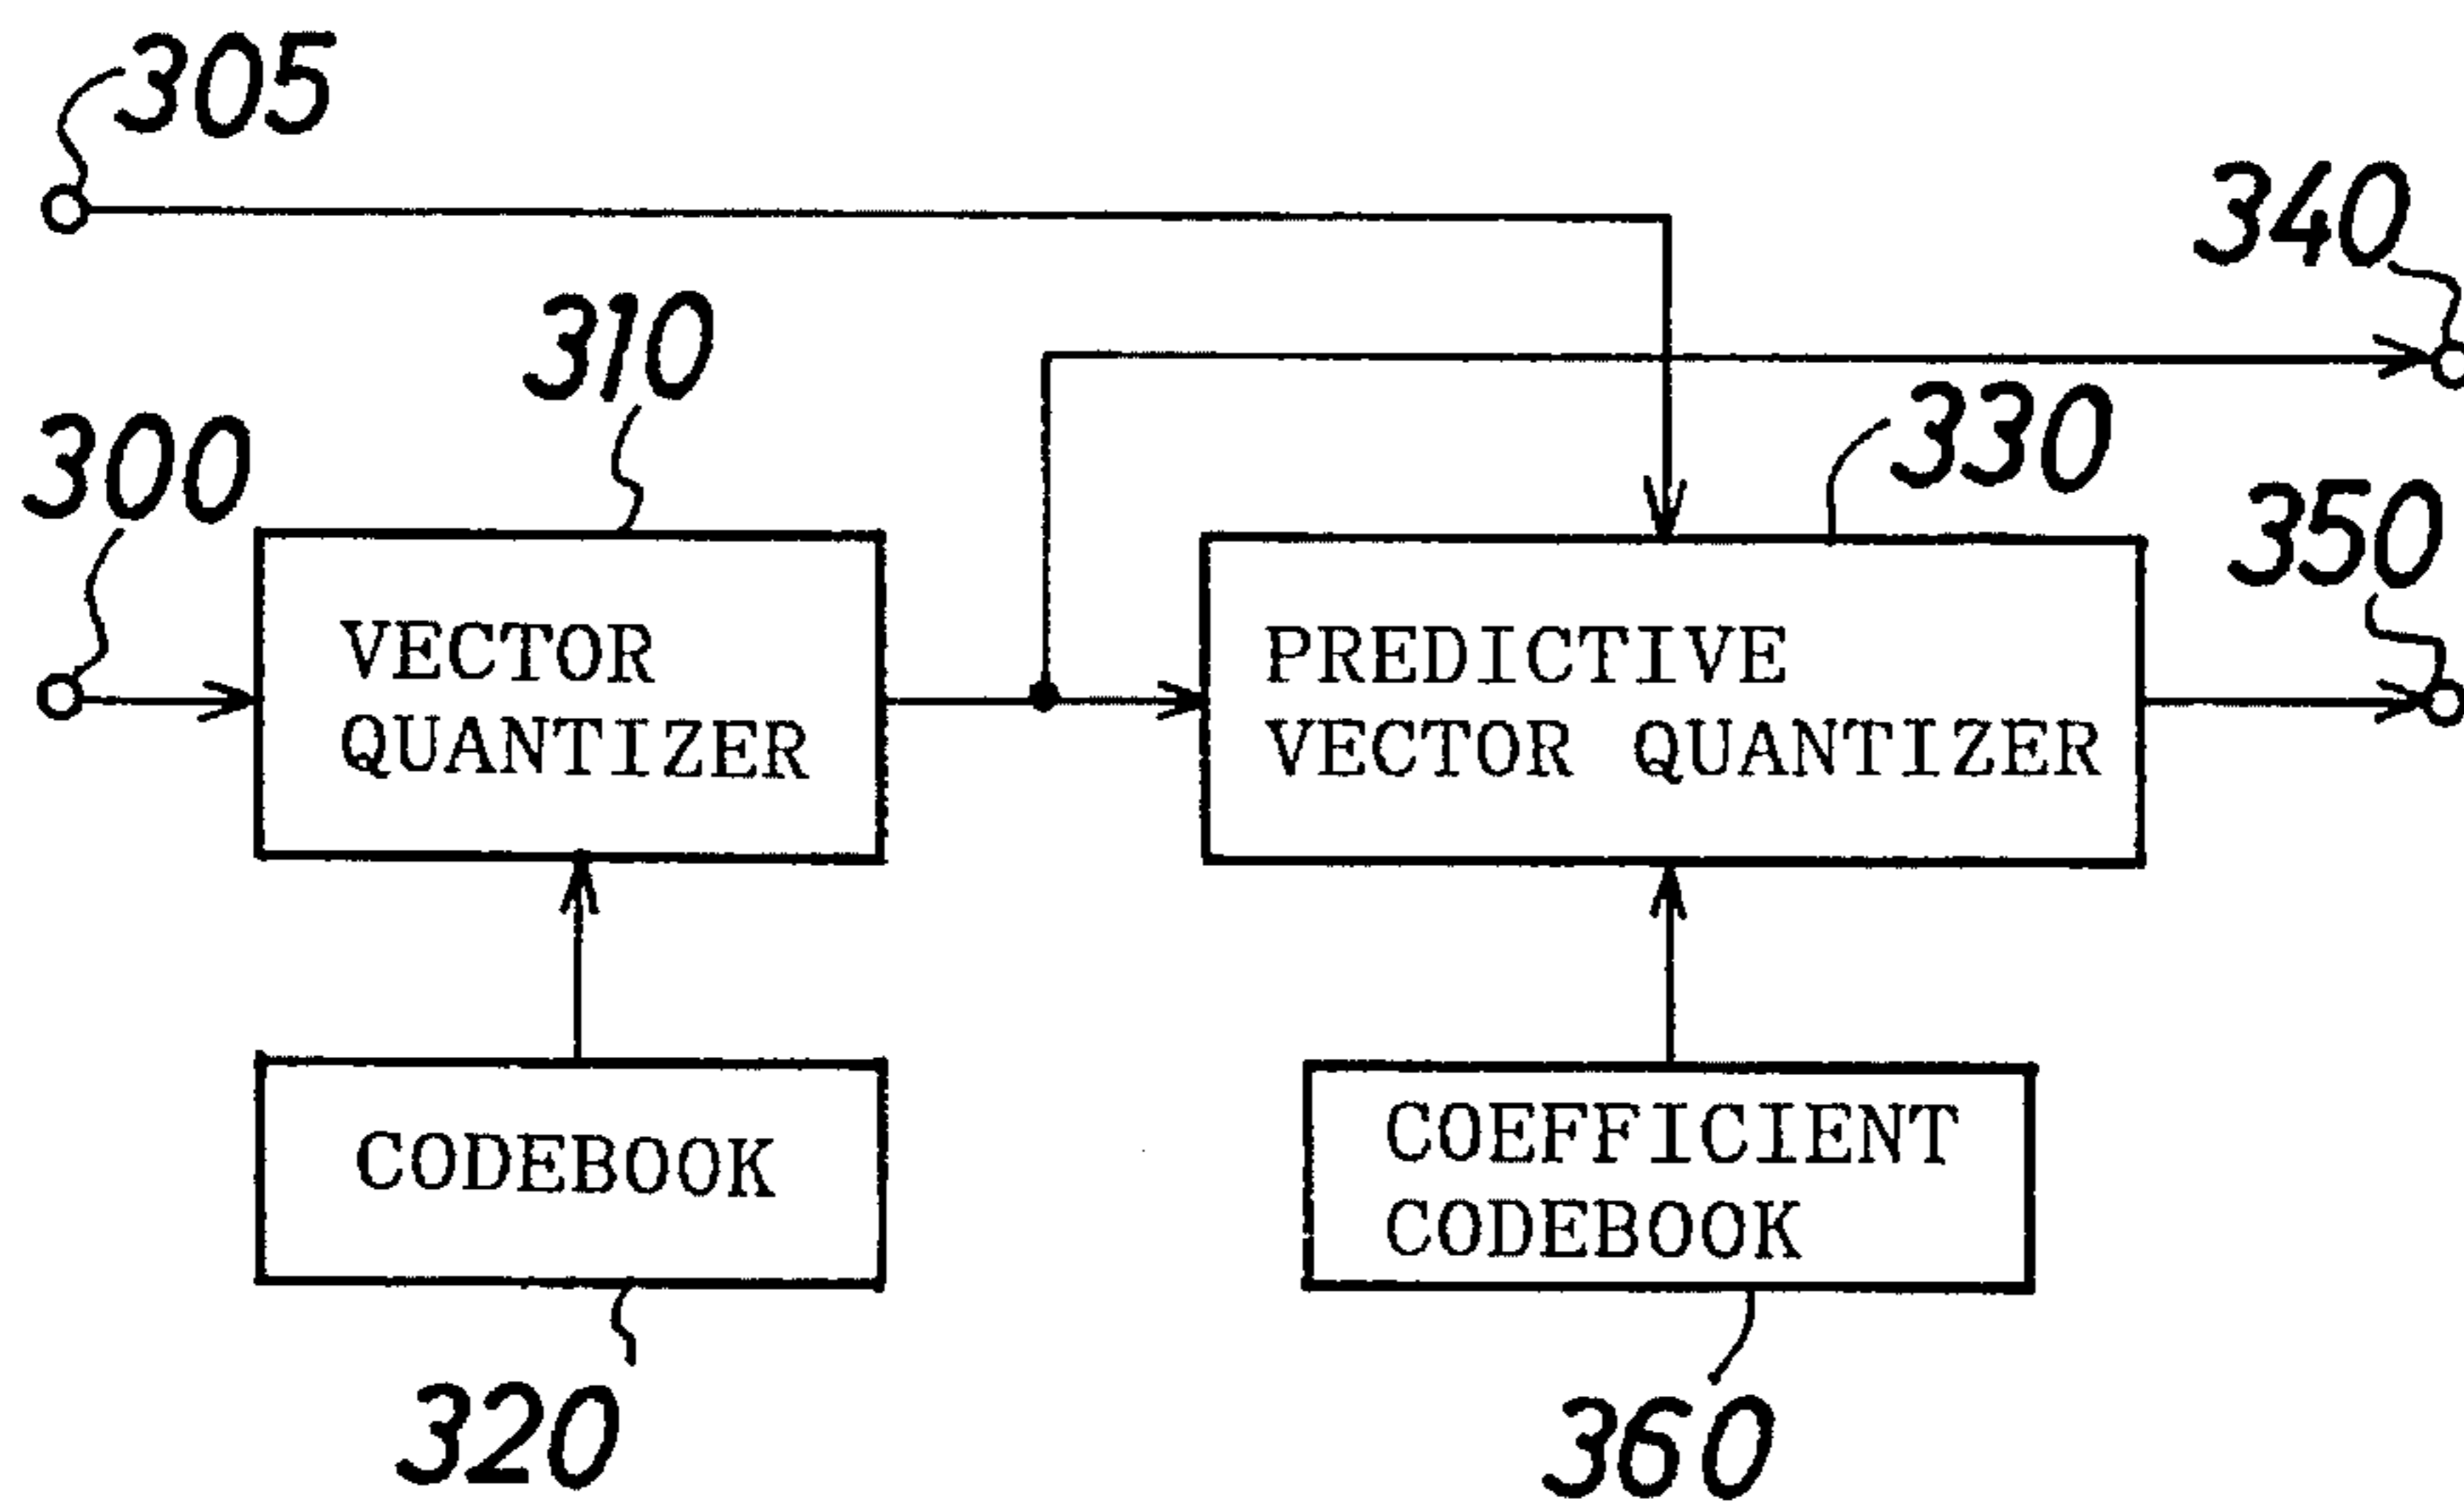 305
340
310
330
300
350
VECTOR
QUANTIZER
PREDICTIVE
VECTOR QUANTIZER
CODEBOOK
COEFFICIENT
CODEBOOK
320
360